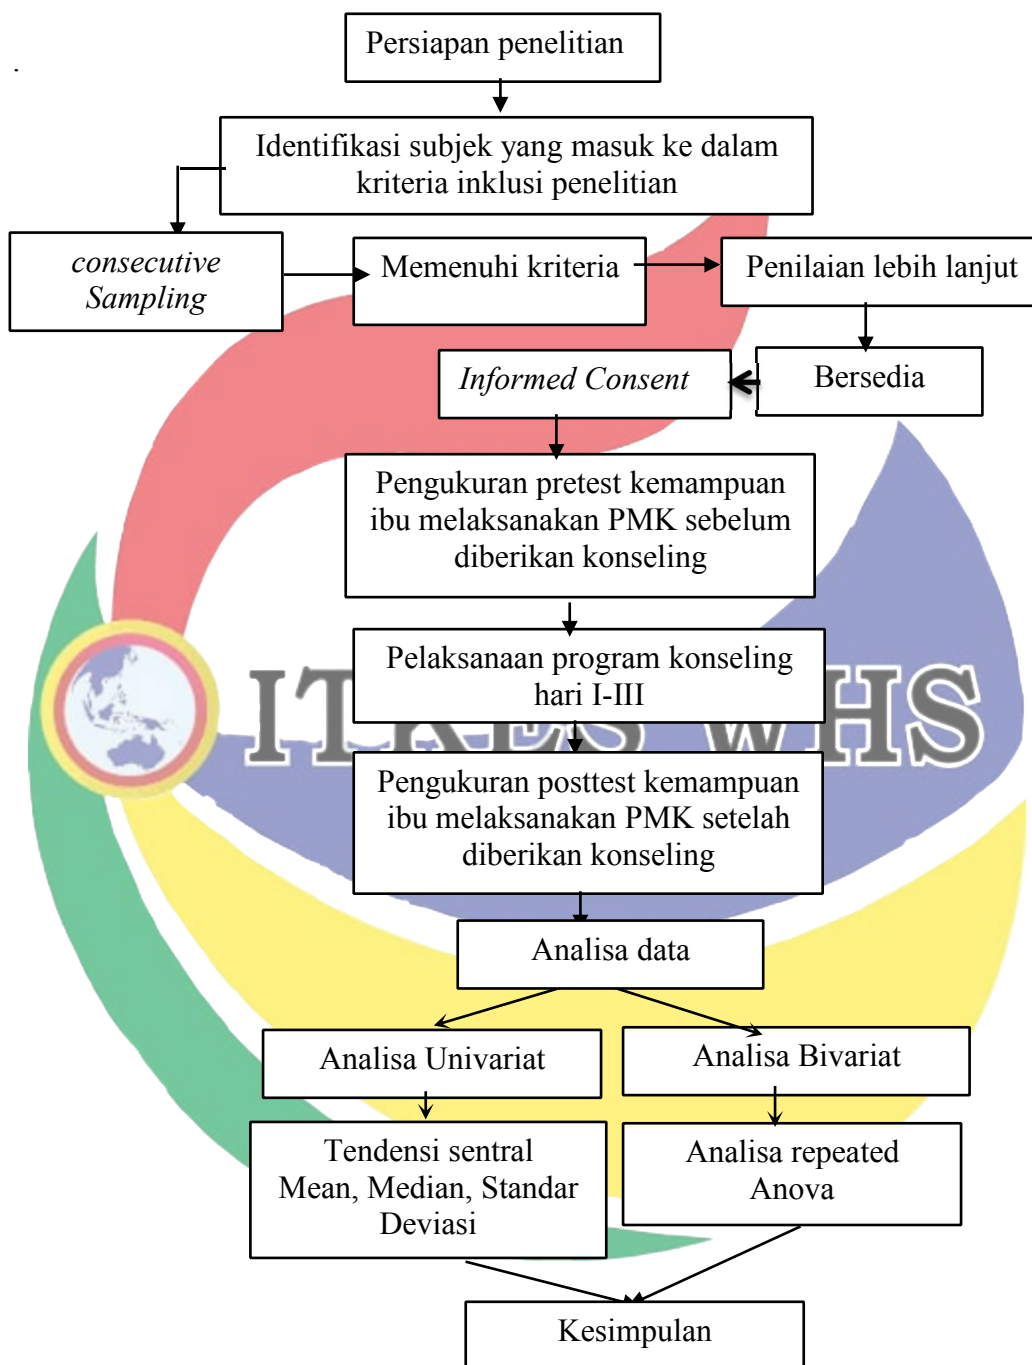 Persiapan penelitian
.
Identifikasi subjek yang masuk ke dalam
kriteria inklusi penelitian
consecutive
Sampling
Memenuhi kriteria
Penilaian lebih lanjut
Informed Consent
Bersedia
Pengukuran pretest kemampuan
ibu melaksanakan PMK sebelum
diberikan konseling
Pelaksanaan program konseling
hari I-III
ITKES WHS
Pengukuran posttest kemampuan
ibu melaksanakan PMK setelah
diberikan konseling
Analisa data
Analisa Univariat
Analisa Bivariat
Tendensi sentral
Mean, Median, Standar
Deviasi
Analisa repeated
Anova
Kesimpulan